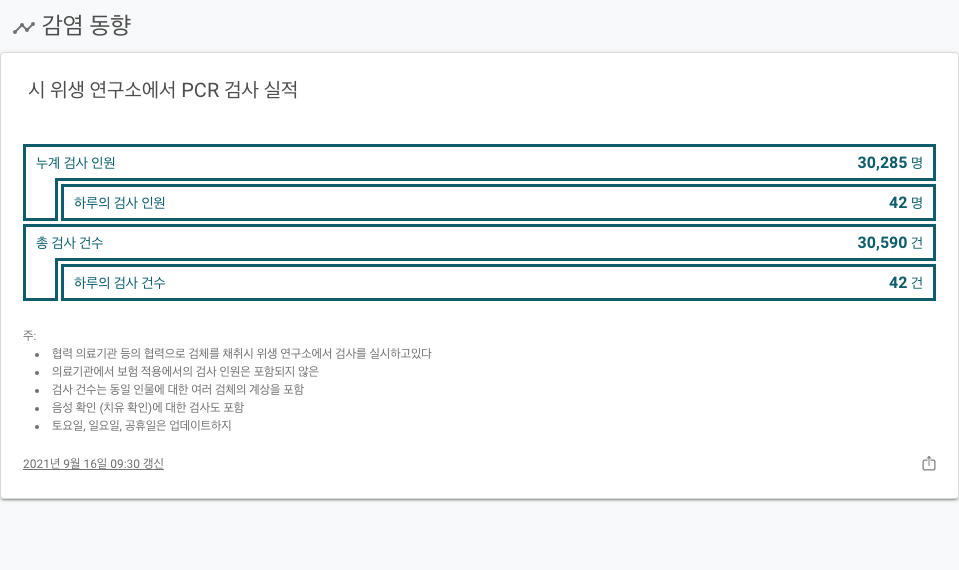 감염 동향
시 위생 연구소에서 PCR 검사 실적
누계 검사 인원 30,285 명
하루의 검사 인원 42 명
총 검사 건수 30,590 건
하루의 검사 건수 42 건
주:
• 협력 의료기관 등의 협력으로 검체를 채취시 위생 연구소에서 검사를 실시하고있다
• 의료기관에서 보험 적용에서의 검사 인원은 포함되지 않은
• 검사 건수는 동일 인물에 대한 여러 검체의 계상을 포함
• 음성 확인 (치유 확인)에 대한 검사도 포함
• 토요일, 일요일, 공휴일은 업데이트하지
2021년 9월 16일 09:30 갱신